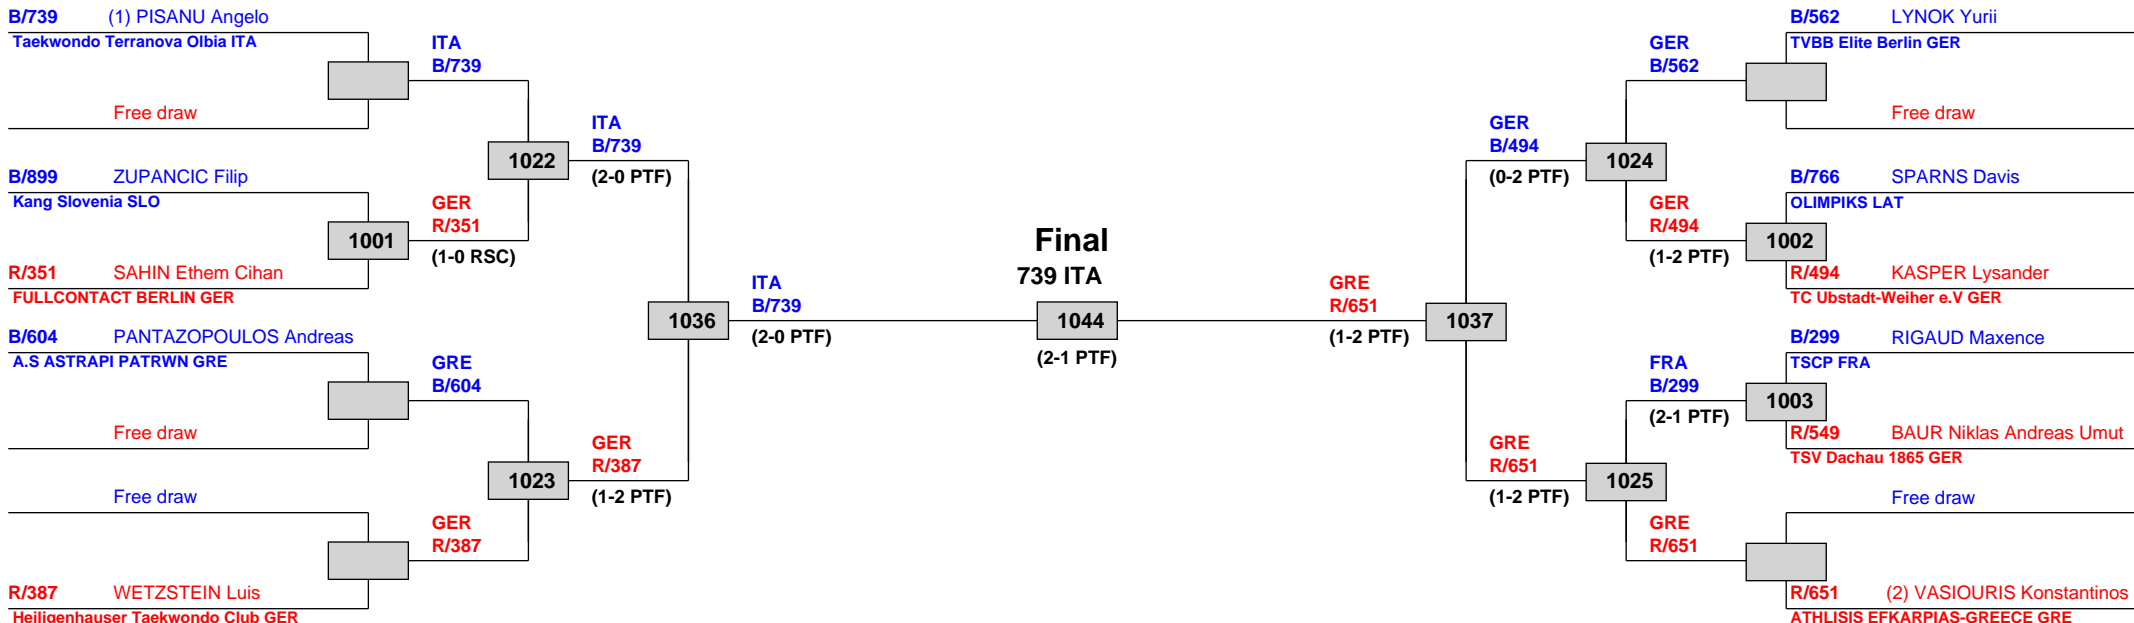 B/739 (1) PISANU Angelo
Taekwondo Terranova Olbia ITA
Free draw
B/899 ZUPANCIC Filip
Kang Slovenia SLO
R/351 SAHIN Ethem Cihan
FULLCONTACT BERLIN GER
B/604 PANTAZOPOULOS Andreas
A.S ASTRAPI PATRWN GRE
Free draw
Free draw
R/387 WETZSTEIN Luis
Heiligenhauser Taekwondo Club GER
ITA
B/739
1001
GER
R/351
(1-0 RSC)
GRE
B/604
GER
R/387
1022
ITA
B/739
(2-0 PTF)
1023
GER
R/387
(1-2 PTF)
1036
ITA
B/739
(2-0 PTF)
Final
739 ITA
1044
(2-1 PTF)
GRE
R/651
(1-2 PTF)
1037
GER
B/494
(0-2 PTF)
1024
GRE
R/651
(1-2 PTF)
1025
GER
B/562
GER
R/494
(1-2 PTF)
1002
FRA
B/299
(2-1 PTF)
1003
GRE
R/651
B/562 LYNOK Yurii
TVBB Elite Berlin GER
Free draw
B/766 SPARNS Davis
OLIMPIKS LAT
R/494 KASPER Lysander
TC Ubstadt-Weiher e.V GER
B/299 RIGAUD Maxence
TSCP FRA
R/549 BAUR Niklas Andreas Umut
TSV Dachau 1865 GER
Free draw
R/651 (2) VASIOURIS Konstantinos
ATHLISIS EFKARPIAS-GREECE GRE